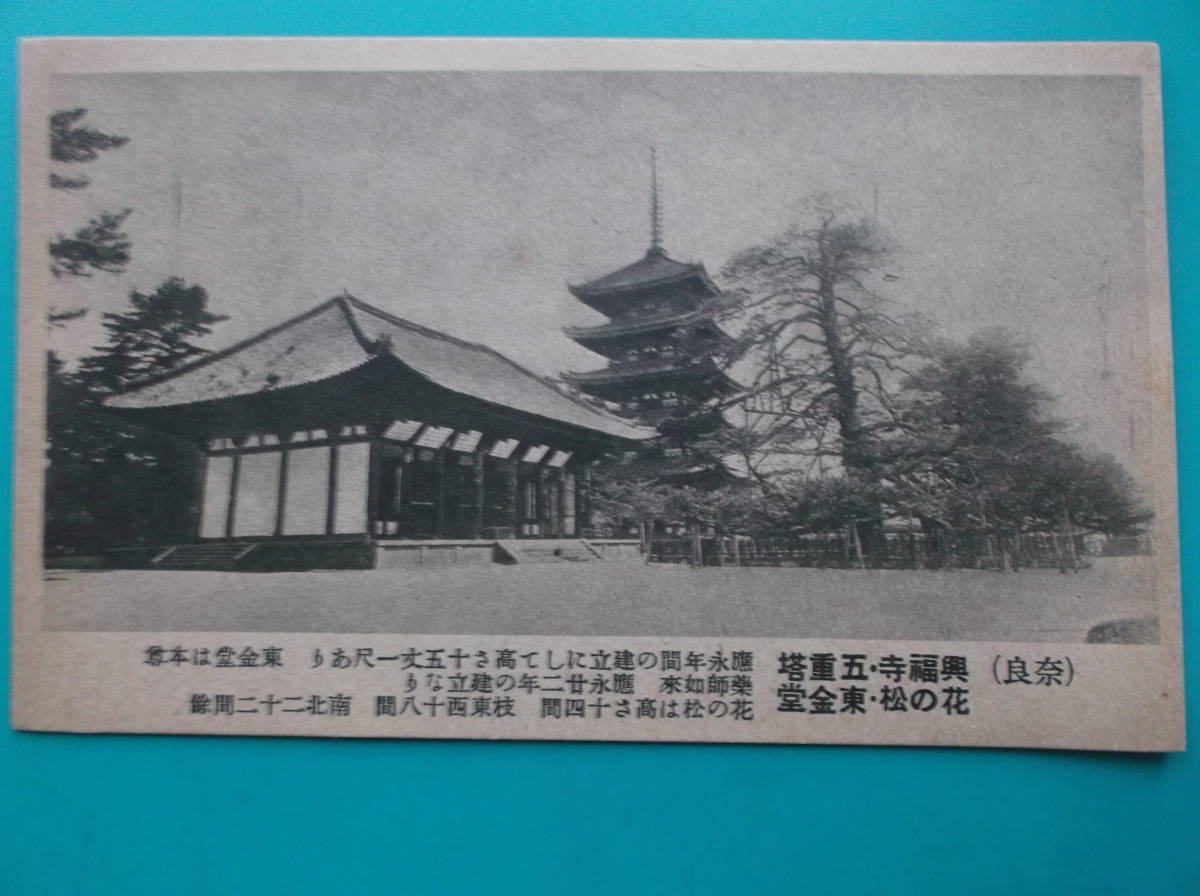 （奈良）
興福寺・五重塔
花の松・東金堂
應永年間の建立にして高さ十五丈一尺あり　東金堂は本尊
藥師如來　應永廿二年の建立なり
花の松は高さ十四間　枝東西十八間　南北二十二間餘